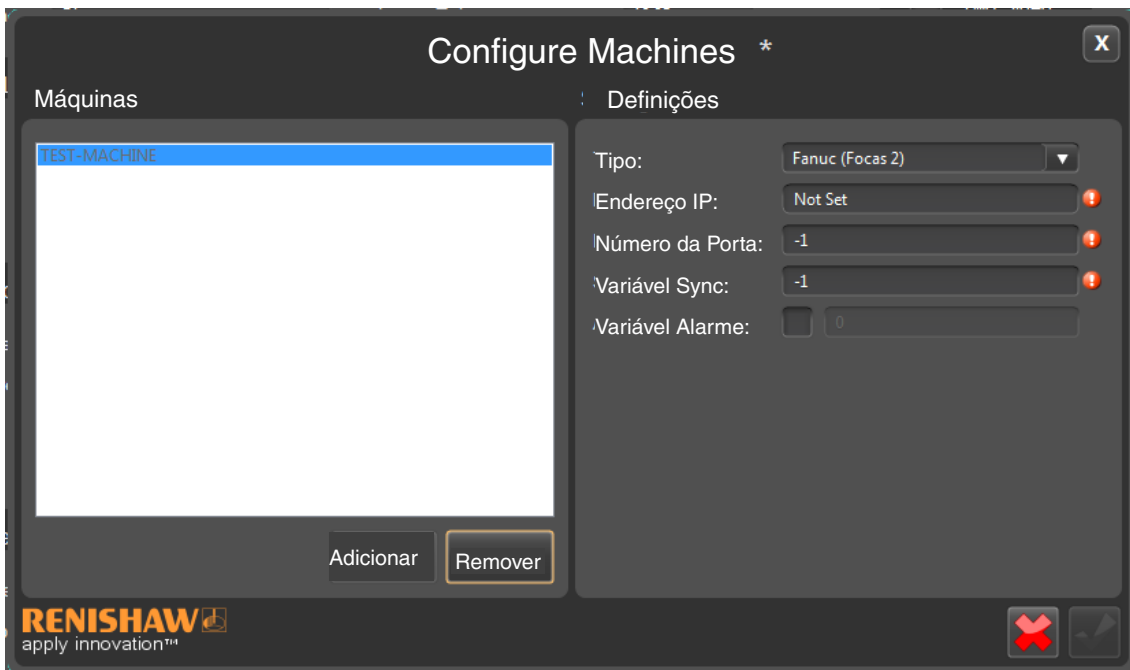 Configure Machines *
X
Máquinas
Definições
TEST-MACHINE
Tipo:
Fanuc (Focas 2)
Endereço IP:
Not Set
Número da Porta:
-1
Variável Sync:
-1
Variável Alarme:
0
Adicionar
Remover
RENISHAW
apply innovation™